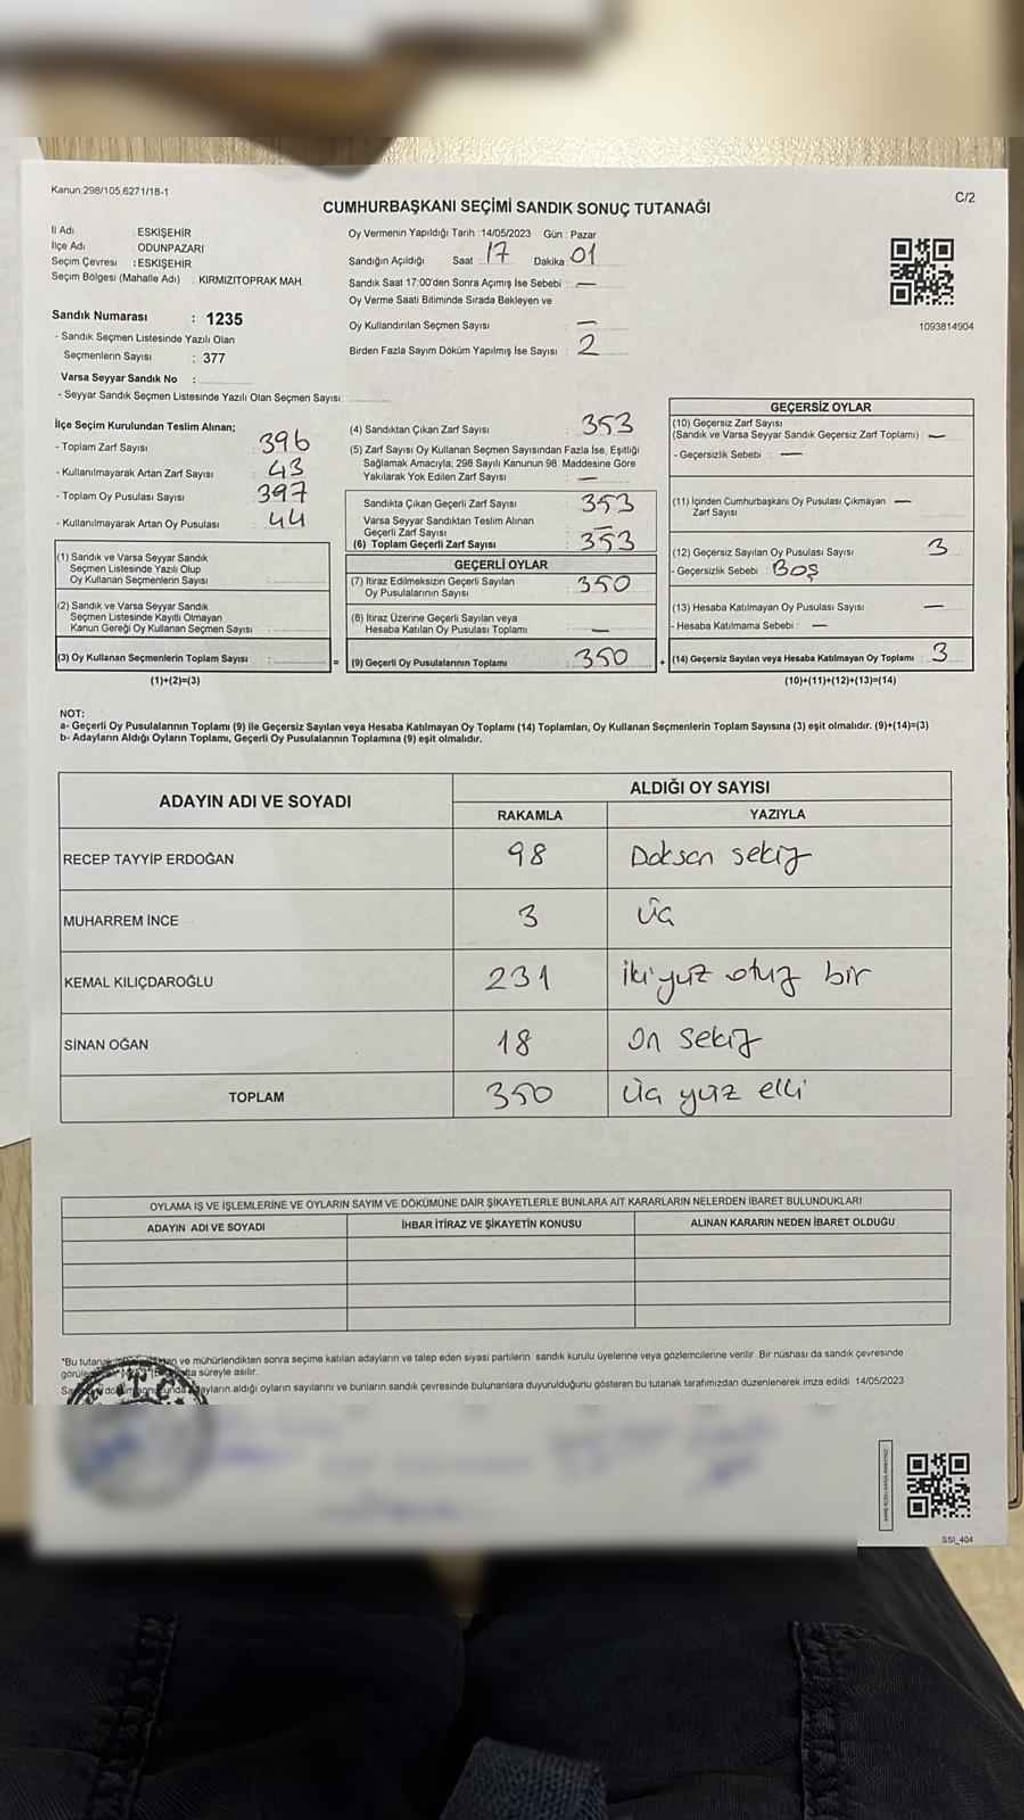 Kanun:298/105,6271/18-1
C/2
CUMHURBAŞKANI SEÇİMİ SANDIK SONUÇ TUTANAĞI
İl Adı ESKİŞEHİR
İlçe Adı ODUNPAZARI
Seçim Çevresi : ESKİŞEHİR
Seçim Bölgesi (Mahalle Adı) : KIRMIZITOPRAK MAH.
Sandık Numarası : 1235
- Sandık Seçmen Listesinde Yazılı Olan
Seçmenlerin Sayısı : 377
Varsa Seyyar Sandık No :
- Seyyar Sandık Seçmen Listesinde Yazılı Olan Seçmen Sayısı:
Oy Vermenin Yapıldığı Tarih :14/05/2023 Gün : Pazar
Sandığın Açıldığı Saat : 17 Dakika : 01
Sandık Saat 17:00'den Sonra Açımış İse Sebebi : —
Oy Verme Saati Bitiminde Sırada Bekleyen ve
Oy Kullandırılan Seçmen Sayısı : —
Birden Fazla Sayım Döküm Yapılmış İse Sayısı : 2
1093814904
İlçe Seçim Kurulundan Teslim Alınan;
- Toplam Zarf Sayısı : 396
- Kullanılmayarak Artan Zarf Sayısı : 43
- Toplam Oy Pusulası Sayısı : 397
- Kullanılmayarak Artan Oy Pusulası : 44
(1) Sandık ve Varsa Seyyar Sandık
Seçmen Listesinde Yazılı Olup
Oy Kullanan Seçmenlerin Sayısı :
(2) Sandık ve Varsa Seyyar Sandık
Seçmen Listesinde Kayıtlı Olmayan
Kanun Gereği Oy Kullanan Seçmen Sayısı :
(3) Oy Kullanan Seçmenlerin Toplam Sayısı :
(1)+(2)=(3)
(4) Sandıktan Çıkan Zarf Sayısı : 353
(5) Zarf Sayısı Oy Kullanan Seçmen Sayısından Fazla İse, Eşitliği
Sağlamak Amacıyla, 298 Sayılı Kanunun 98. Maddesine Göre
Yakılarak Yok Edilen Zarf Sayısı : —
Sandıkta Çıkan Geçerli Zarf Sayısı : 353
Varsa Seyyar Sandıktan Teslim Alınan
Geçerli Zarf Sayısı : —
(6) Toplam Geçerli Zarf Sayısı : 353
GEÇERLİ OYLAR
(7) İtiraz Edilmeksizin Geçerli Sayılan
Oy Pusulalarının Sayısı : 350
(8) İtiraz Üzerine Geçerli Sayılan veya
Hesaba Katılan Oy Pusulası Toplamı : —
= (9) Geçerli Oy Pusulalarının Toplamı : 350
GEÇERSİZ OYLAR
(10) Geçersiz Zarf Sayısı
(Sandık ve Varsa Seyyar Sandık Geçersiz Zarf Toplamı) : —
- Geçersizlik Sebebi : —
(11) İçinden Cumhurbaşkanı Oy Pusulası Çıkmayan : —
Zarf Sayısı
(12) Geçersiz Sayılan Oy Pusulası Sayısı : 3
- Geçersizlik Sebebi : BOŞ
(13) Hesaba Katılmayan Oy Pusulası Sayısı : —
- Hesaba Katılmama Sebebi : —
+ (14) Geçersiz Sayılan veya Hesaba Katılmayan Oy Toplamı : 3
(10)+(11)+(12)+(13)=(14)
NOT:
a- Geçerli Oy Pusulalarının Toplamı (9) ile Geçersiz Sayılan veya Hesaba Katılmayan Oy Toplamı (14) Toplamları, Oy Kullanan Seçmenlerin Toplam Sayısına (3) eşit olmalıdır. (9)+(14)=(3)
b- Adayların Aldığı Oyların Toplamı, Geçerli Oy Pusulalarının Toplamına (9) eşit olmalıdır.
ADAYIN ADI VE SOYADI
ALDIĞI OY SAYISI
RAKAMLA YAZIYLA
RECEP TAYYİP ERDOĞAN 98 Doksan sekiz
MUHARREM İNCE 3 üç
KEMAL KILIÇDAROĞLU 231 iki yüz otuz bir
SİNAN OĞAN 18 on sekiz
TOPLAM 350 üç yüz elli
OYLAMA İŞ VE İŞLEMLERİNE VE OYLARIN SAYIM VE DÖKÜMÜNE DAİR ŞİKAYETLERLE BUNLARA AİT KARARLARIN NELERDEN İBARET BULUNDUKLARI
ADAYIN ADI VE SOYADI İHBAR İTİRAZ VE ŞİKAYETİN KONUSU ALINAN KARARIN NEDEN İBARET OLDUĞU
*Bu tutanak ve mühürlendikten sonra seçime katılan adayların ve talep eden siyasi partilerin sandık kurulu üyelerine veya gözlemcilerine verilir. Bir nüshası da sandık çevresinde
süreyle asılır.
adayların aldığı oyların sayılarını ve bunların sandık çevresinde bulunanlara duyurulduğunu gösteren bu tutanak tarafımızdan düzenlenerek imza edildi. 14/05/2023
T.C.
SSI_404